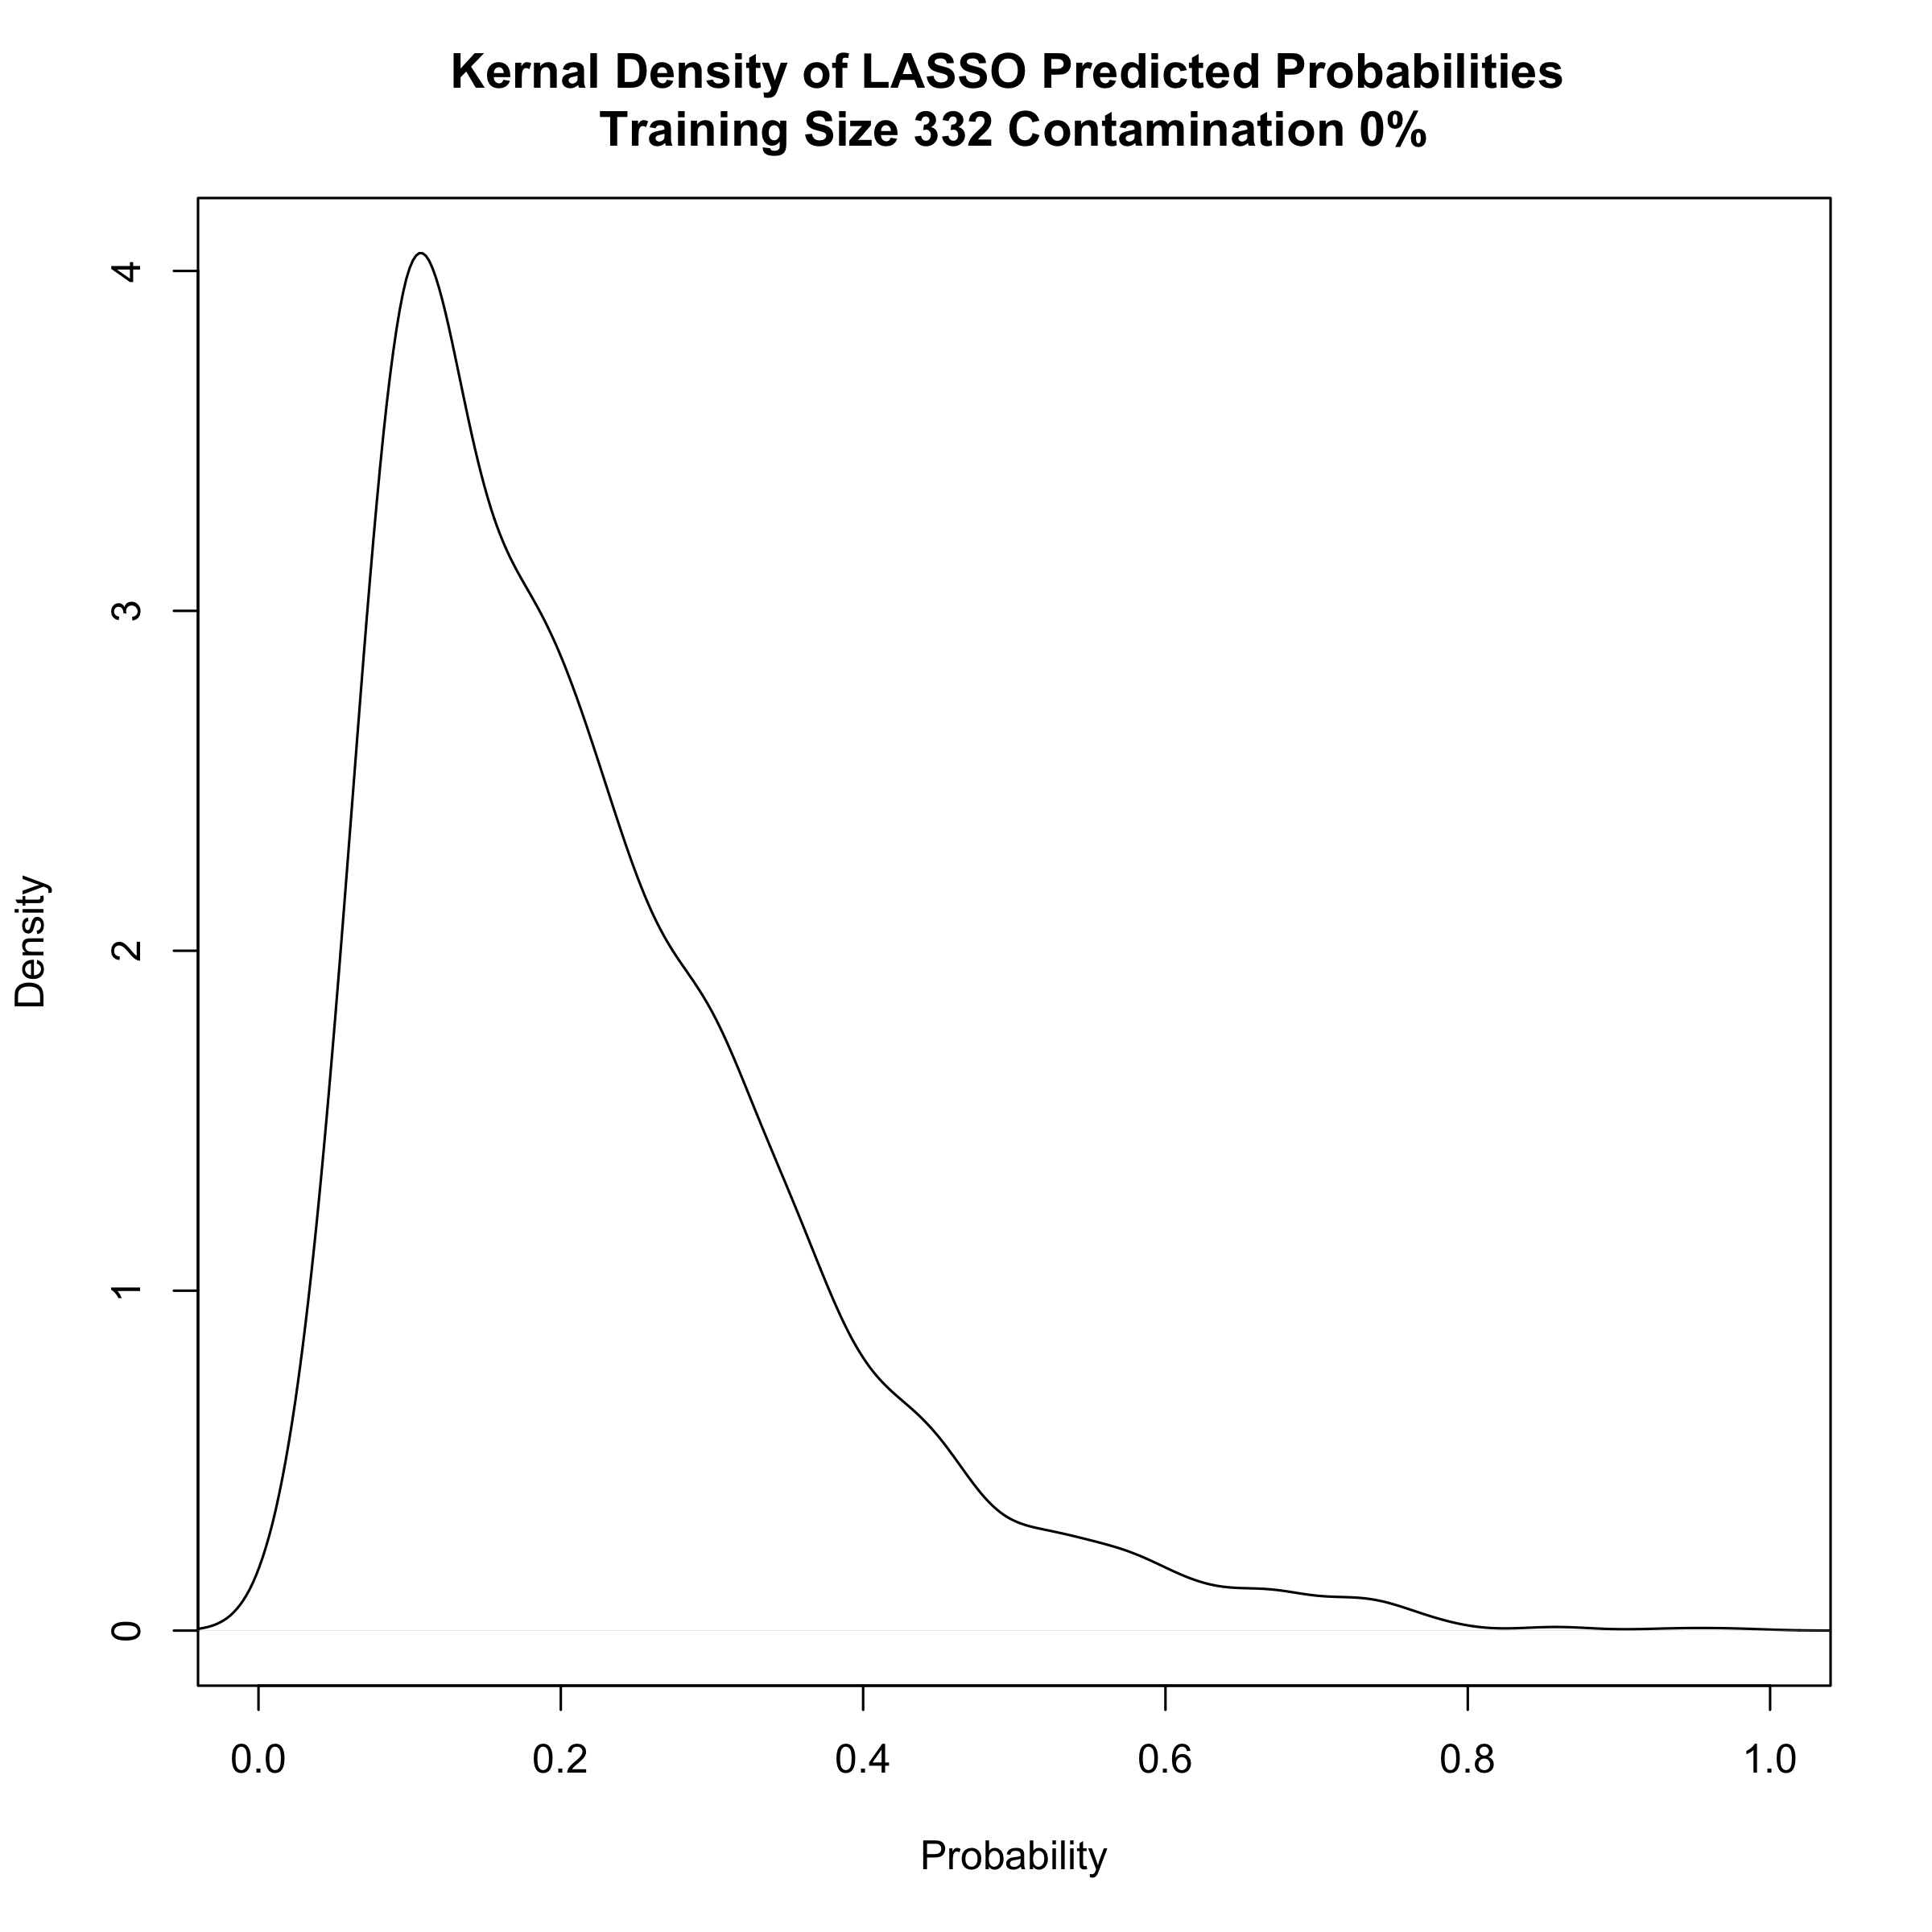 Kernal Density of LASSO Predicted Probabilities
Training Size 332 Contamination 0%
4
3
2
1
0
Density
0.0 0.2 0.4 0.6 0.8 1.0
Probability